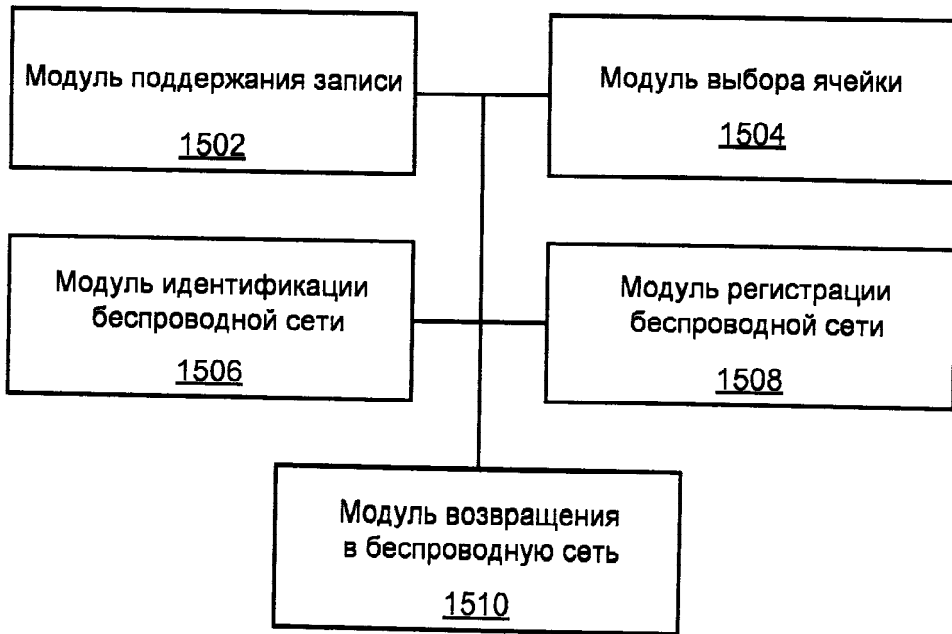 Модуль поддержания записи
1502
Модуль выбора ячейки
1504
Модуль идентификации
беспроводной сети
1506
Модуль регистрации
беспроводной сети
1508
Модуль возвращения
в беспроводную сеть
1510